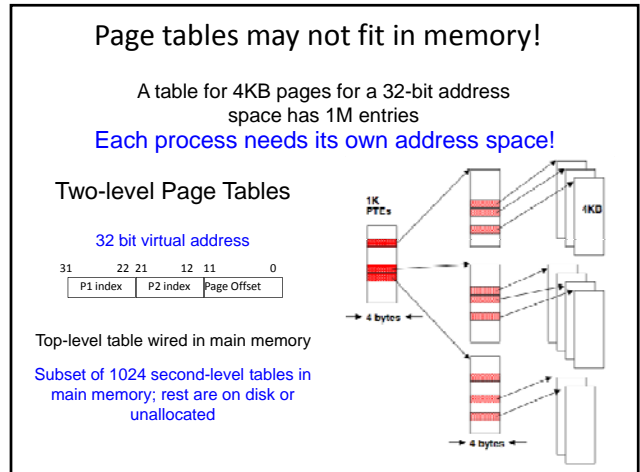 Page tables may not fit in memory!
A table for 4KB pages for a 32-bit address
space has 1M entries
Each process needs its own address space!
Two-level Page Tables
32 bit virtual address
31 22 21 12 11 0
P1 index P2 index Page Offset
Top-level table wired in main memory
Subset of 1024 second-level tables in
main memory; rest are on disk or
unallocated
1K
PTEs
4 bytes
4KB
4 bytes